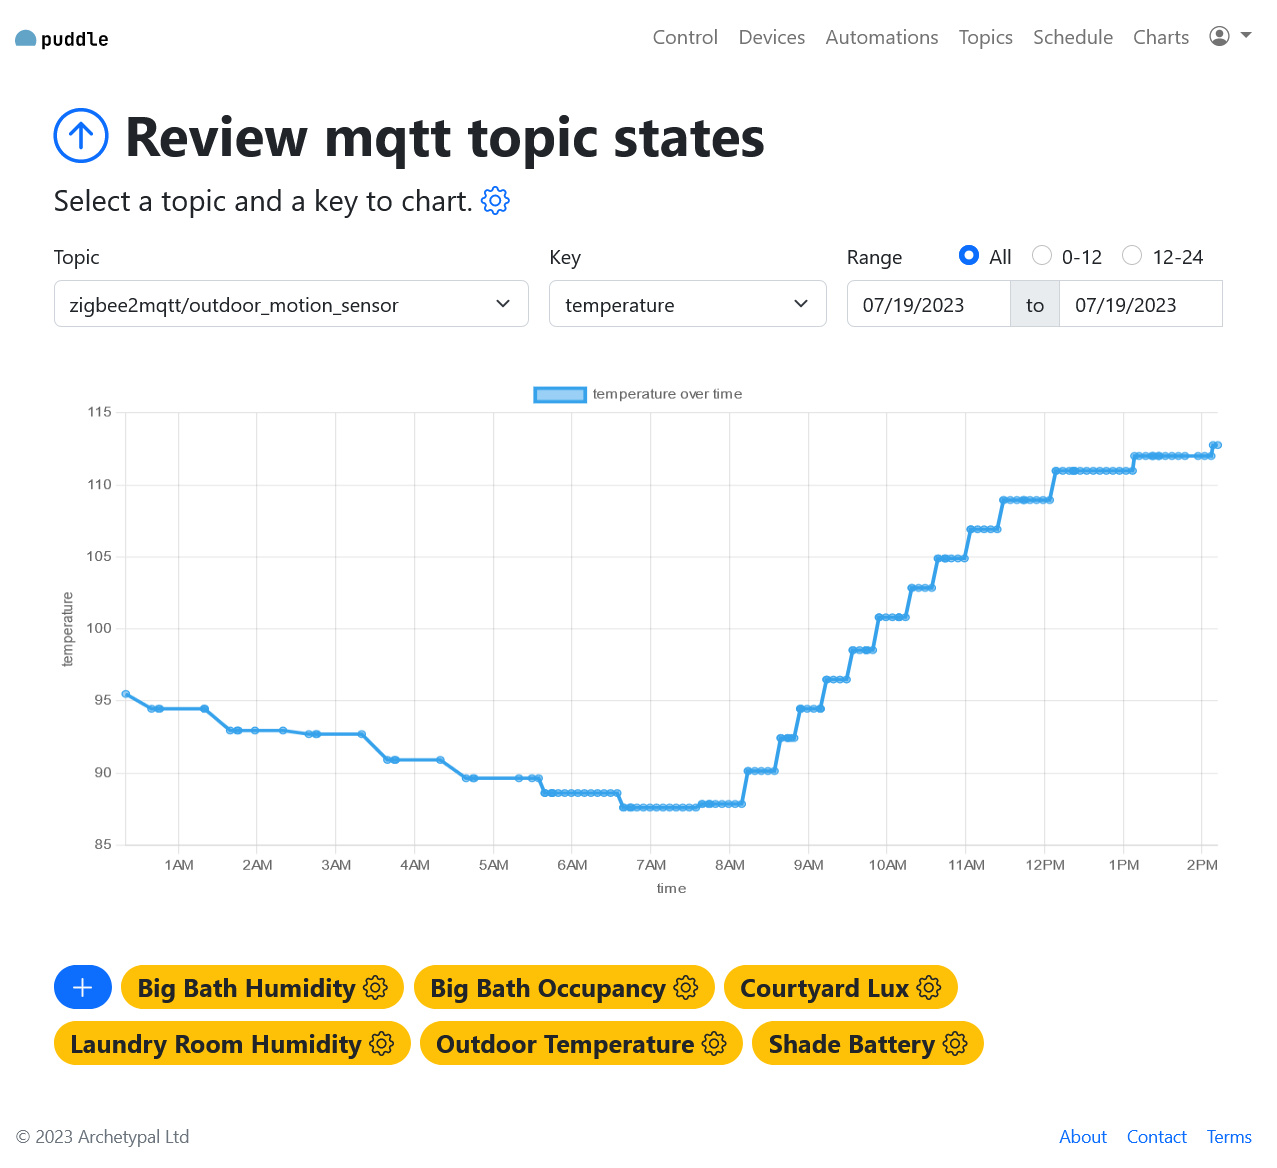 puddle
Control Devices Automations Topics Schedule Charts
Review mqtt topic states
Select a topic and a key to chart.
Topic Key Range All 0-12 12-24
zigbee2mqtt/outdoor_motion_sensor temperature 07/19/2023 to 07/19/2023
temperature over time
115
110
105
100
95
90
85
temperature
1AM 2AM 3AM 4AM 5AM 6AM 7AM 8AM 9AM 10AM 11AM 12PM 1PM 2PM
time
Big Bath Humidity Big Bath Occupancy Courtyard Lux
Laundry Room Humidity Outdoor Temperature Shade Battery
© 2023 Archetypal Ltd About Contact Terms